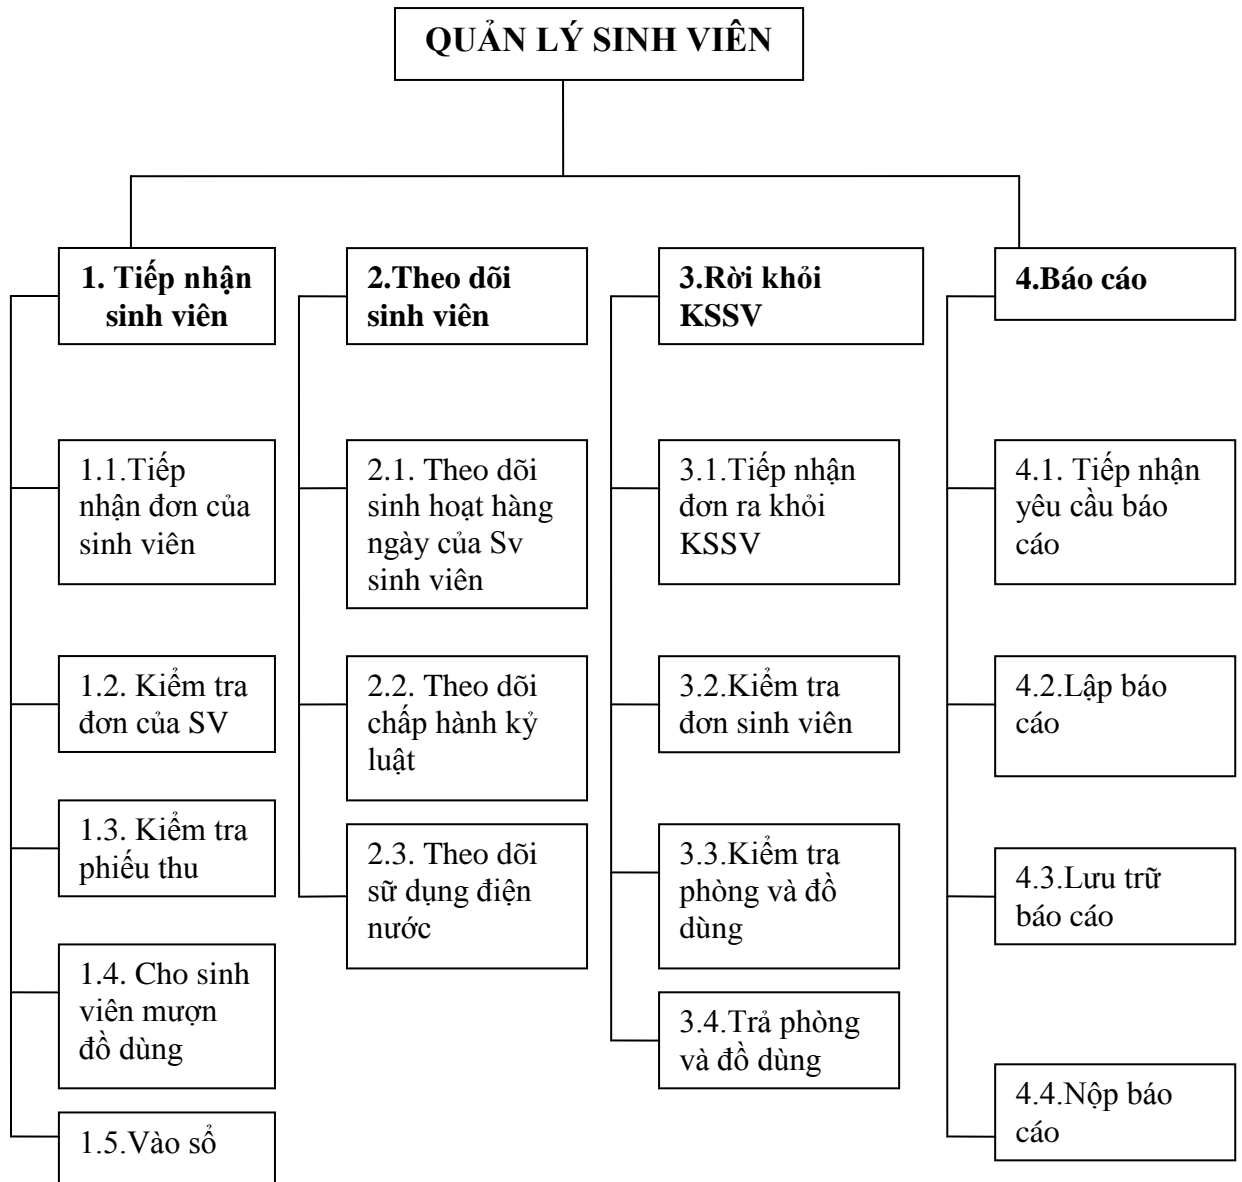 QUẢN LÝ SINH VIÊN
1. Tiếp nhận
sinh viên
2.Theo dõi
sinh viên
3.Rời khỏi
KSSV
4.Báo cáo
1.1.Tiếp
nhận đơn của
sinh viên
2.1. Theo dõi
sinh hoạt hàng
ngày của Sv
sinh viên
3.1.Tiếp nhận
đơn ra khỏi
KSSV
4.1. Tiếp nhận
yêu cầu báo
cáo
1.2. Kiểm tra
đơn của SV
2.2. Theo dõi
chấp hành kỷ
luật
3.2.Kiểm tra
đơn sinh viên
4.2.Lập báo
cáo
1.3. Kiểm tra
phiếu thu
2.3. Theo dõi
sữ dụng điện
nước
3.3.Kiểm tra
phòng và đồ
dùng
4.3.Lưu trữ
báo cáo
1.4. Cho sinh
viên mượn
đồ dùng
3.4.Trả phòng
và đồ dùng
4.4.Nộp báo
cáo
1.5.Vào sổ